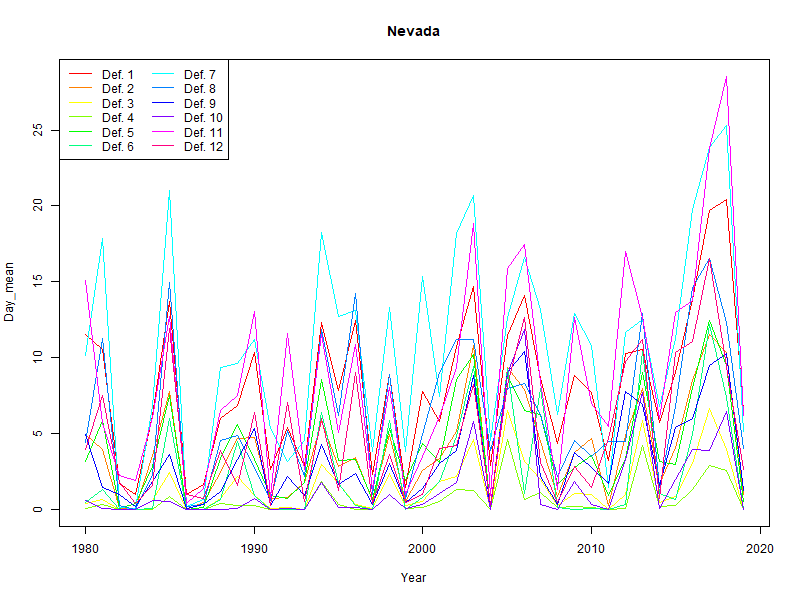 Nevada
Def. 1 Def. 7
Def. 2 Def. 8
Def. 3 Def. 9
Def. 4 Def. 10
Def. 5 Def. 11
Def. 6 Def. 12
25
20
15
10
5
0
Day_mean
1980 1990 2000 2010 2020
Year